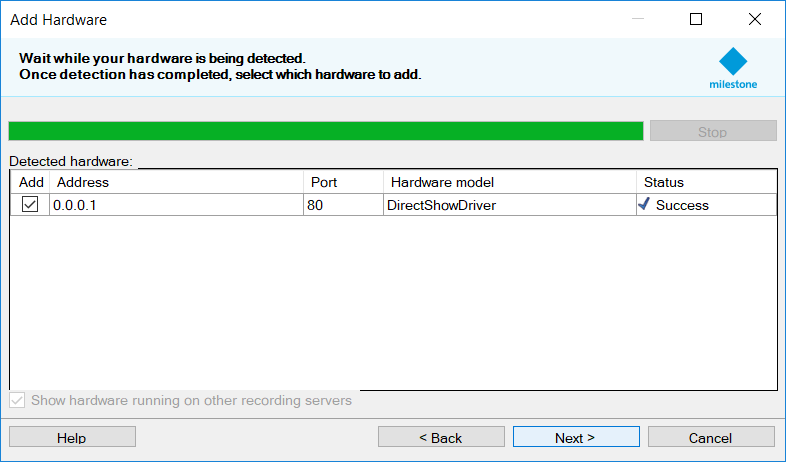 Add Hardware
Wait while your hardware is being detected.
Once detection has completed, select which hardware to add.
milestone
Stop
Detected hardware:
Add Address Port Hardware model Status
0.0.0.1 80 DirectShowDriver Success
Show hardware running on other recording servers
Help < Back Next > Cancel